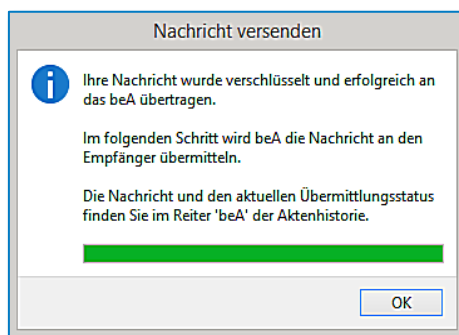 Nachricht versenden
Ihre Nachricht wurde verschlüsselt und erfolgreich an
das beA übertragen.
Im folgenden Schritt wird beA die Nachricht an den
Empfänger übermitteln.
Die Nachricht und den aktuellen Übermittlungsstatus
finden Sie im Reiter 'beA' der Aktenhistorie.
OK